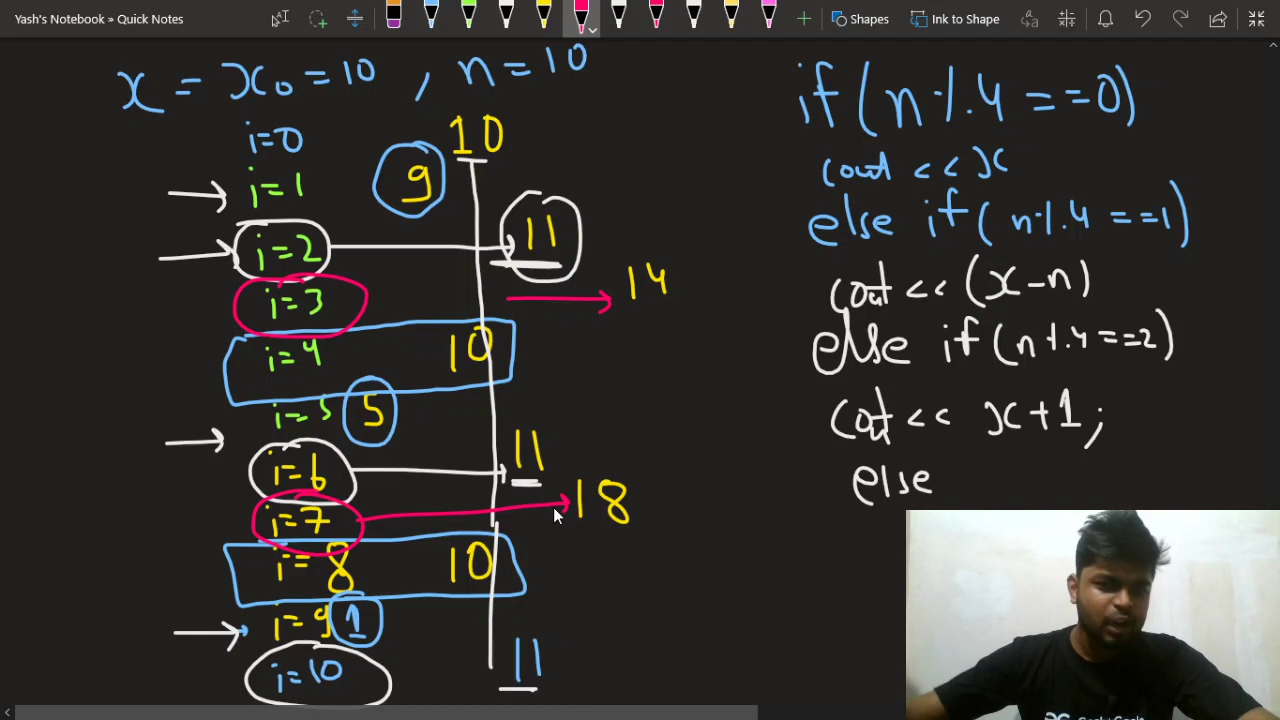 Yash's Notebook » Quick Notes
Shapes
Ink to Shape
x = x0 = 10 , n = 10
i=0 10
i=1 9
i=2 11
i=3 14
i=4 10
i=5 5
i=6 11
i=7 18
i=8 10
i=9 1
i=10 11
if(n%4==0)
cout<<x
else if(n%4==1)
cout<<(x-n)
else if(n%4==2)
cout<<x+1;
else